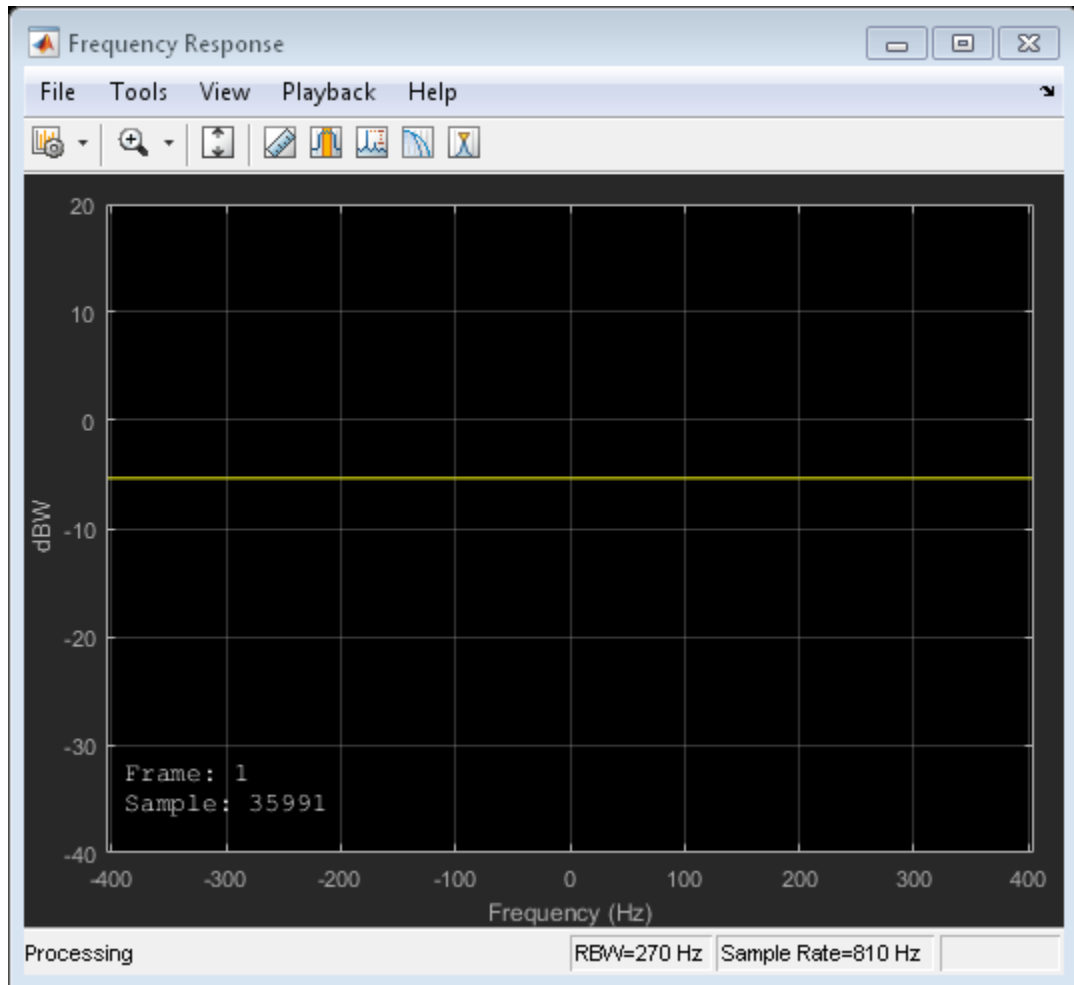 Frequency Response
File Tools View Playback Help
20
10
0
-10
-20
-30
-40
dBW
Frame: 1
Sample: 35991
-400 -300 -200 -100 0 100 200 300 400
Frequency (Hz)
Processing RBW=270 Hz Sample Rate=810 Hz